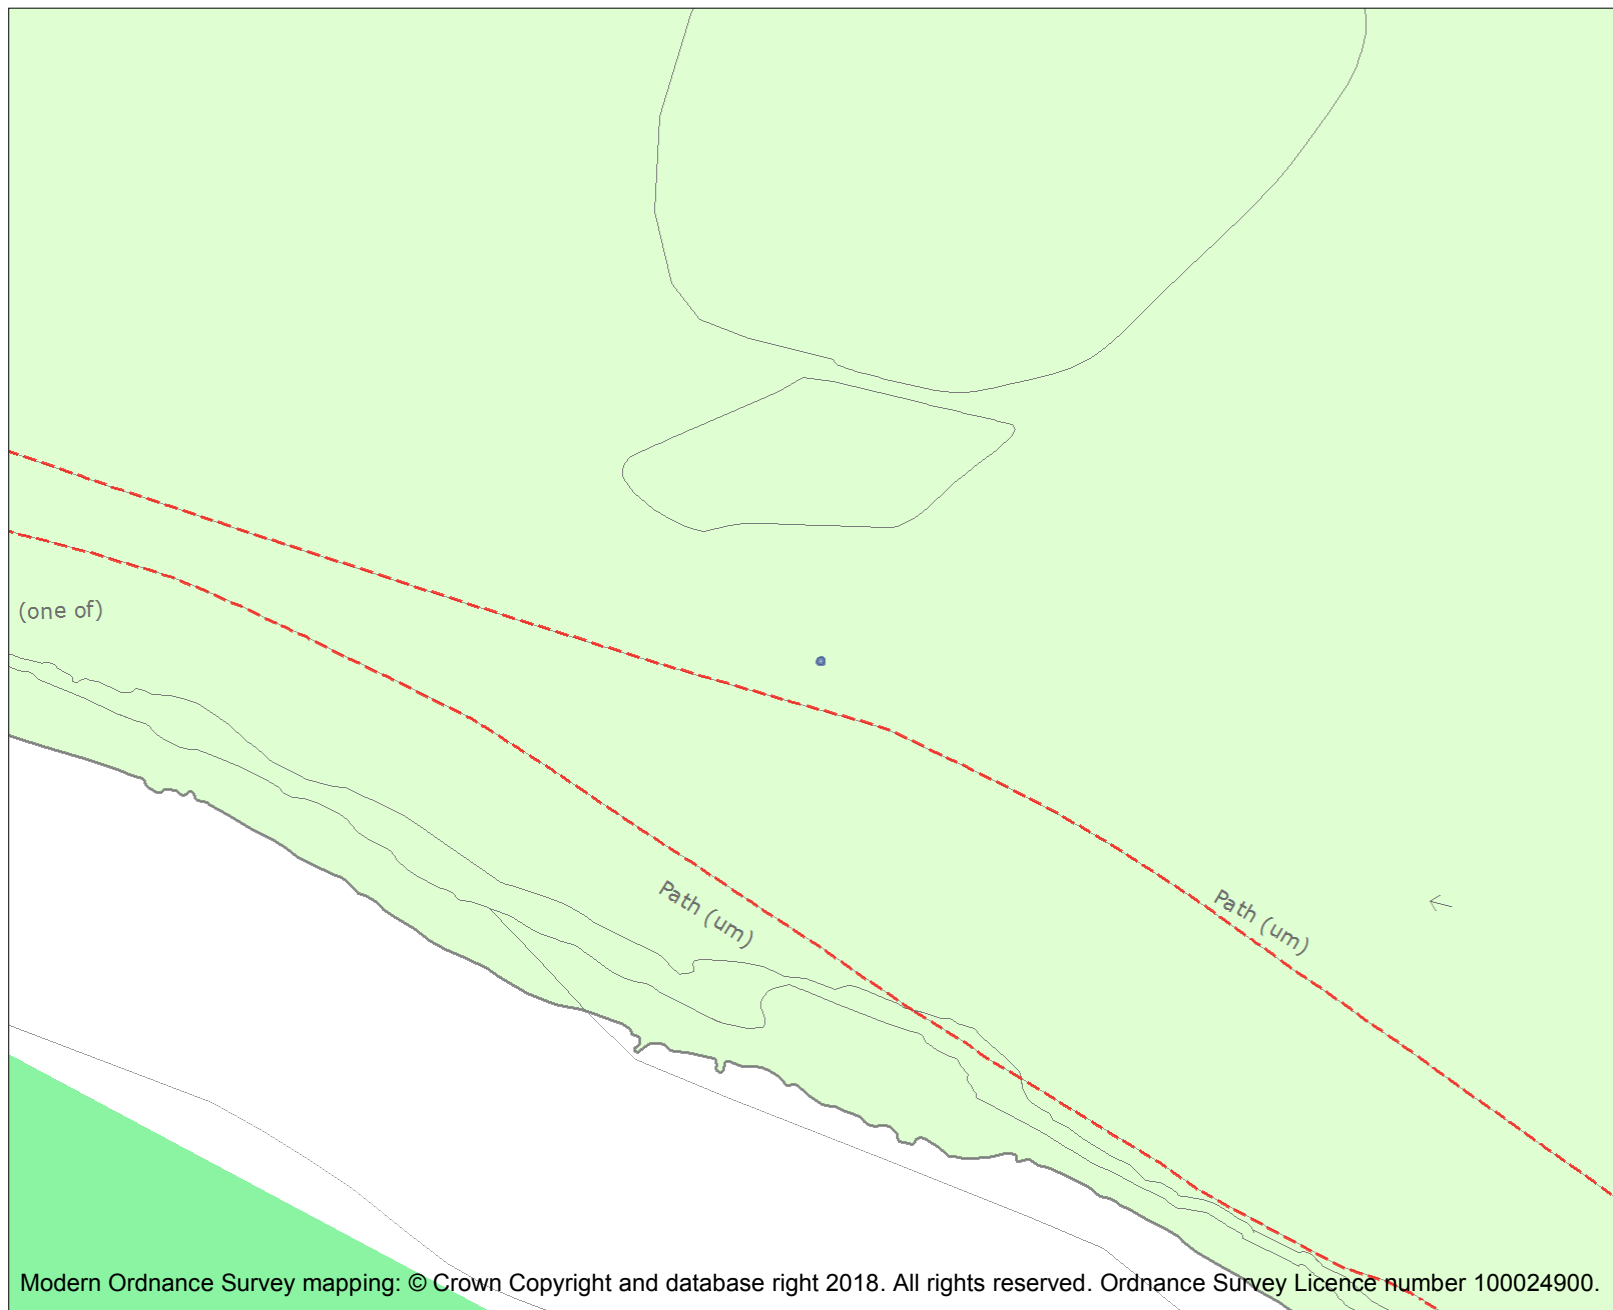 (one of)
Path (um)
Path (um)
Modern Ordnance Survey mapping: © Crown Copyright and database right 2018. All rights reserved. Ordnance Survey Licence number 100024900.